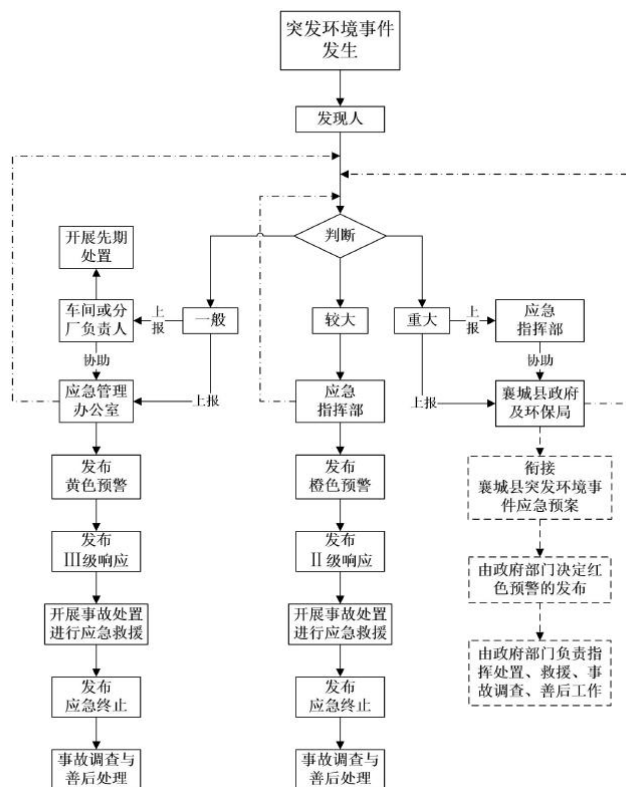 突发环境事件
发生
发现人
判断
开展先期
处置
车间或分
厂负责人
上
报
一般
较大
重大
上
报
应急
指挥部
协助
协助
应急管理
办公室
上报
应急
指挥部
上报
襄城县政府
及环保局
发布
黄色预警
发布
橙色预警
衔接
襄城县突发环境事
件应急预案
发布
III级响应
发布
II级响应
由政府部门决定红
色预警的发布
开展事故处置
进行应急救援
开展事故处置
进行应急救援
由政府部门负责指
挥处置、救援、事
故调查、善后工作
发布
应急终止
发布
应急终止
事故调查与
善后处理
事故调查与
善后处理